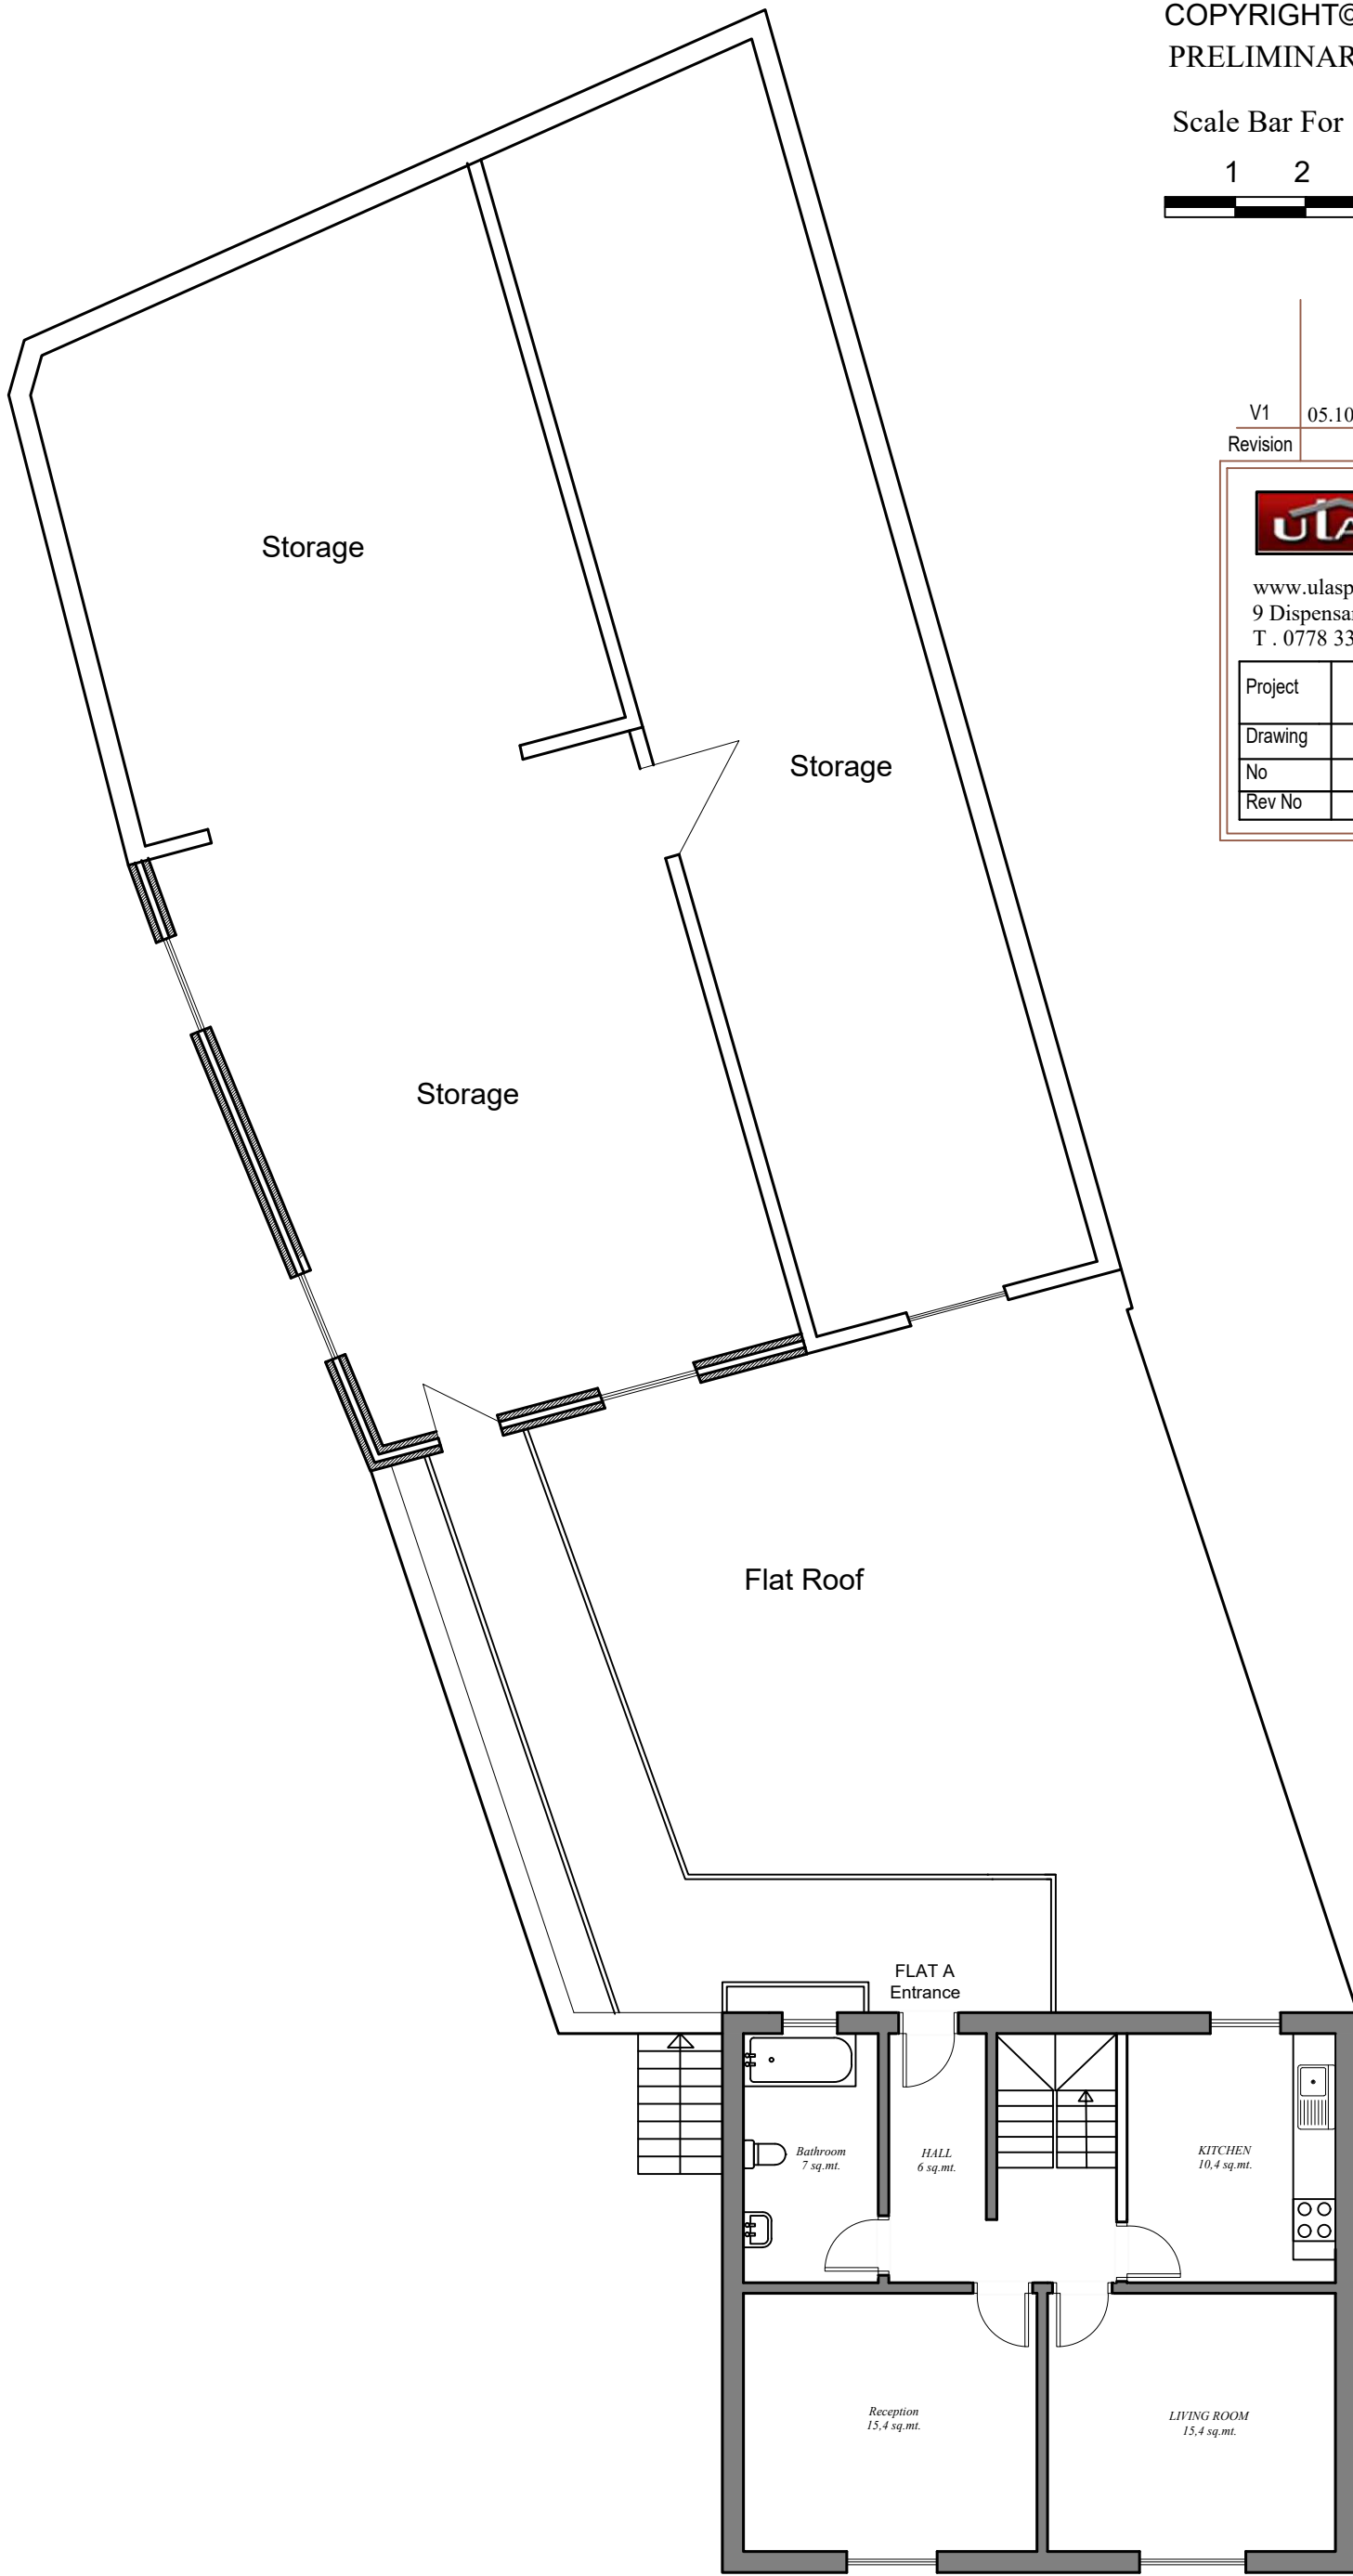 COPYRIGHT©
PRELIMINAR
Scale Bar For
1 2
V1 05.10
Revision
www.ulasp
9 Dispensa
T . 0778 33
Project
Drawing
No
Rev No
Storage
Storage
Storage
Flat Roof
FLAT A
Entrance
Bathroom
7 sq.mt.
HALL
6 sq.mt.
KITCHEN
10,4 sq.mt.
Reception
15,4 sq.mt.
LIVING ROOM
15,4 sq.mt.